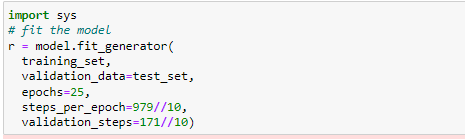 import sys
# fit the model
r = model.fit_generator(
  training_set,
  validation_data=test_set,
  epochs=25,
  steps_per_epoch=979//10,
  validation_steps=171//10)